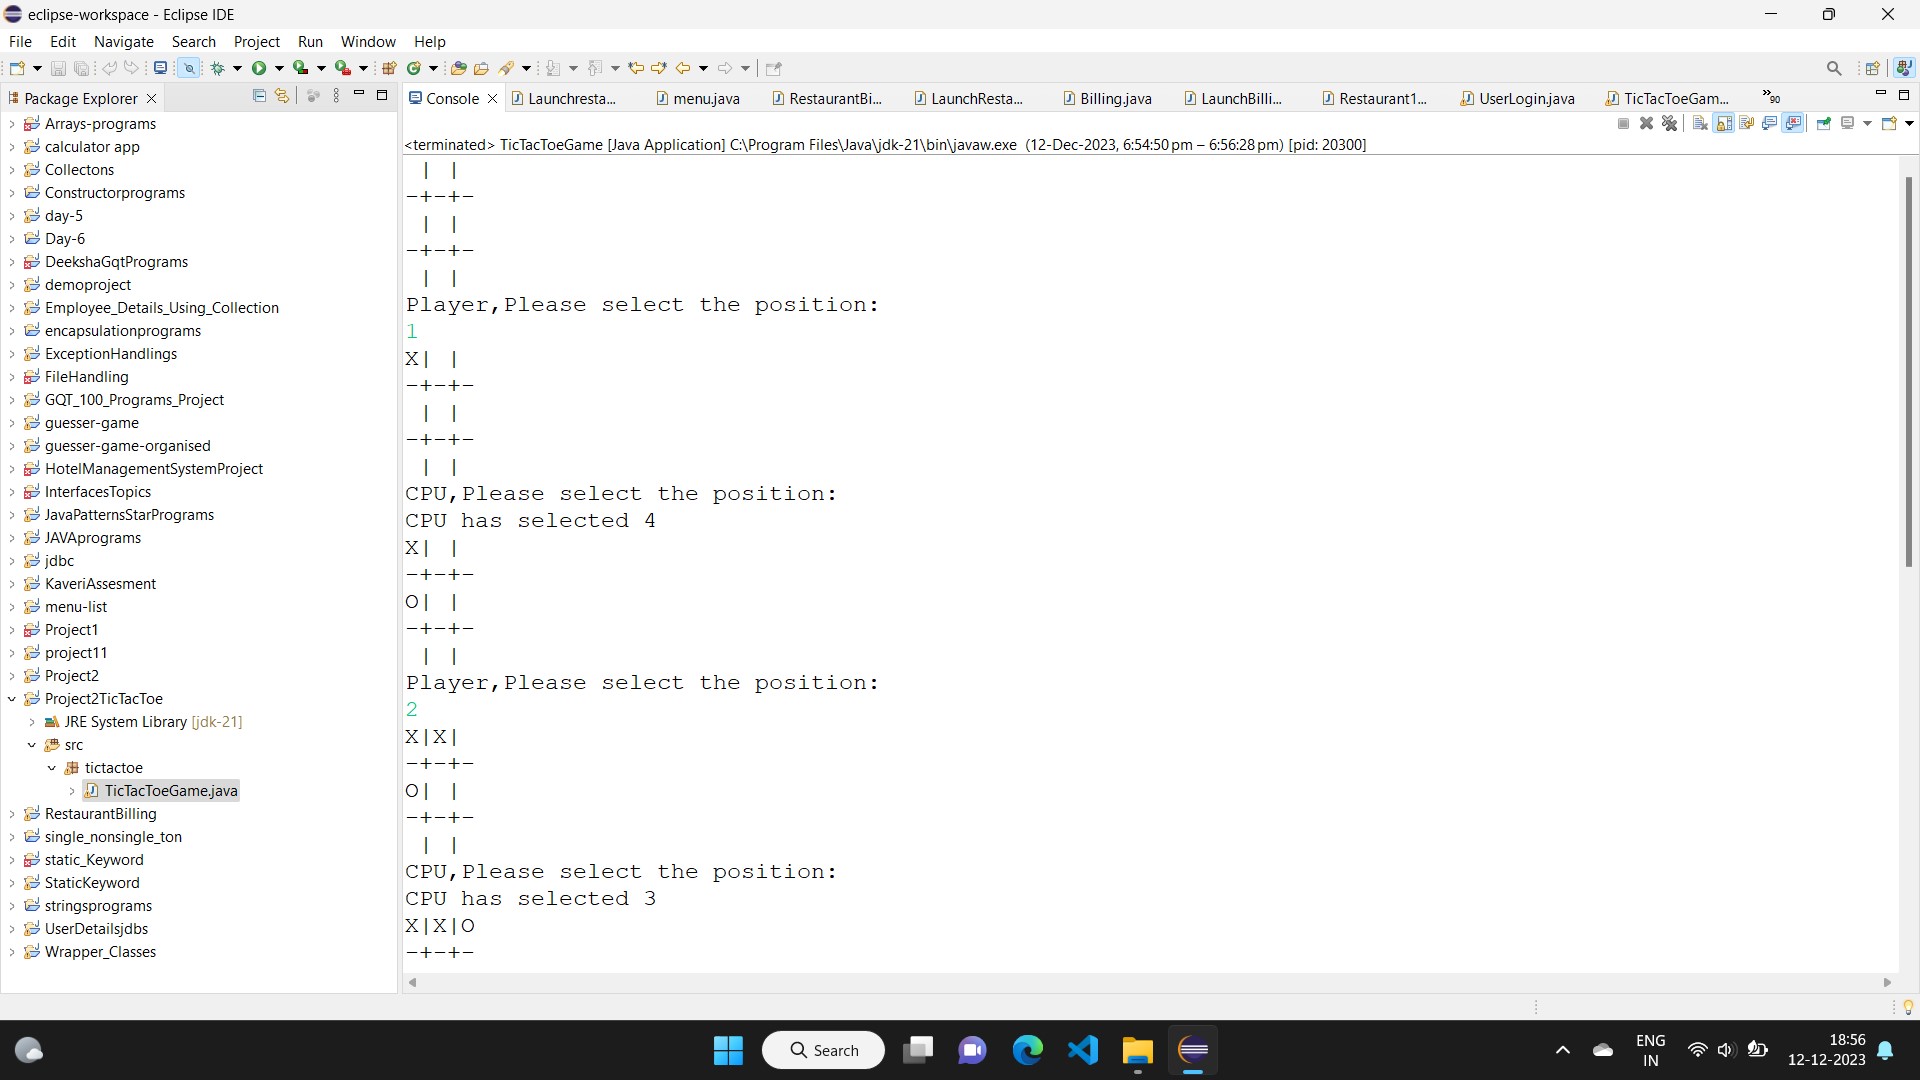 eclipse-workspace - Eclipse IDE
File Edit Navigate Search Project Run Window Help
Package Explorer
Console Launchresta... menu.java RestaurantBi... LaunchResta... Billing.java LaunchBilli... Restaurant1... UserLogin.java TicTacToeGam... »90
<terminated> TicTacToeGame [Java Application] C:\Program Files\Java\jdk-21\bin\javaw.exe (12-Dec-2023, 6:54:50 pm – 6:56:28 pm) [pid: 20300]
Arrays-programs
calculator app
Collectons
Constructorprograms
day-5
Day-6
DeekshaGqtPrograms
demoproject
Employee_Details_Using_Collection
encapsulationprograms
ExceptionHandlings
FileHandling
GQT_100_Programs_Project
guesser-game
guesser-game-organised
HotelManagementSystemProject
InterfacesTopics
JavaPatternsStarPrograms
JAVAprograms
jdbc
KaveriAssesment
menu-list
Project1
project11
Project2
Project2TicTacToe
JRE System Library [jdk-21]
src
tictactoe
TicTacToeGame.java
RestaurantBilling
single_nonsingle_ton
static_Keyword
StaticKeyword
stringsprograms
UserDetailsjdbs
Wrapper_Classes
 | |
-+-+-
 | |
-+-+-
 | |
Player,Please select the position:
1
X| |
-+-+-
 | |
-+-+-
 | |
CPU,Please select the position:
CPU has selected 4
X| |
-+-+-
O| |
-+-+-
 | |
Player,Please select the position:
2
X|X|
-+-+-
O| |
-+-+-
 | |
CPU,Please select the position:
CPU has selected 3
X|X|O
-+-+-
Search
ENG
IN
18:56
12-12-2023